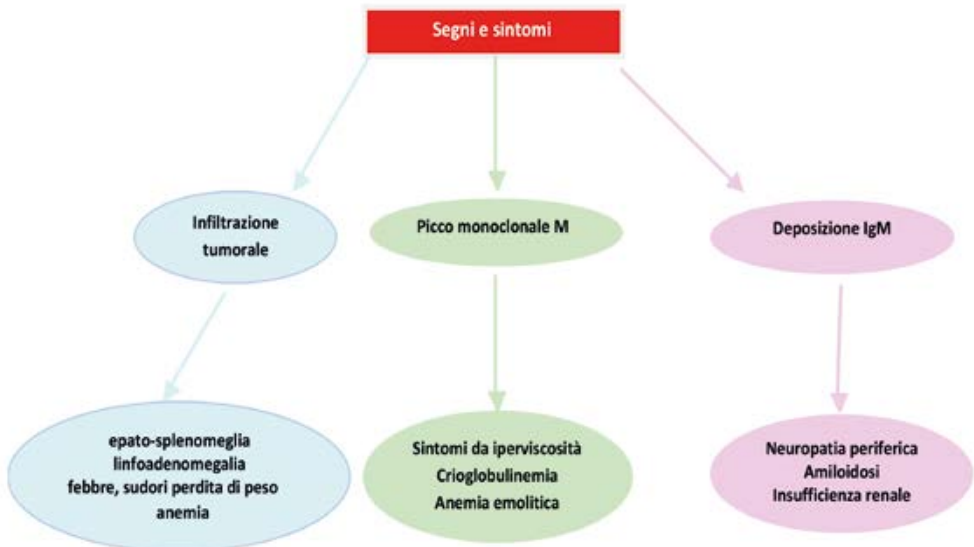 Segni e sintomi
Infiltrazione
tumorale
Picco monoclonale M
Deposizione IgM
epato-splenomeglia
linfoadenomegalia
febbre, sudori perdita di peso
anemia
Sintomi da iperviscosità
Crioglobulinemia
Anemia emolitica
Neuropatia periferica
Amiloidosi
Insufficienza renale